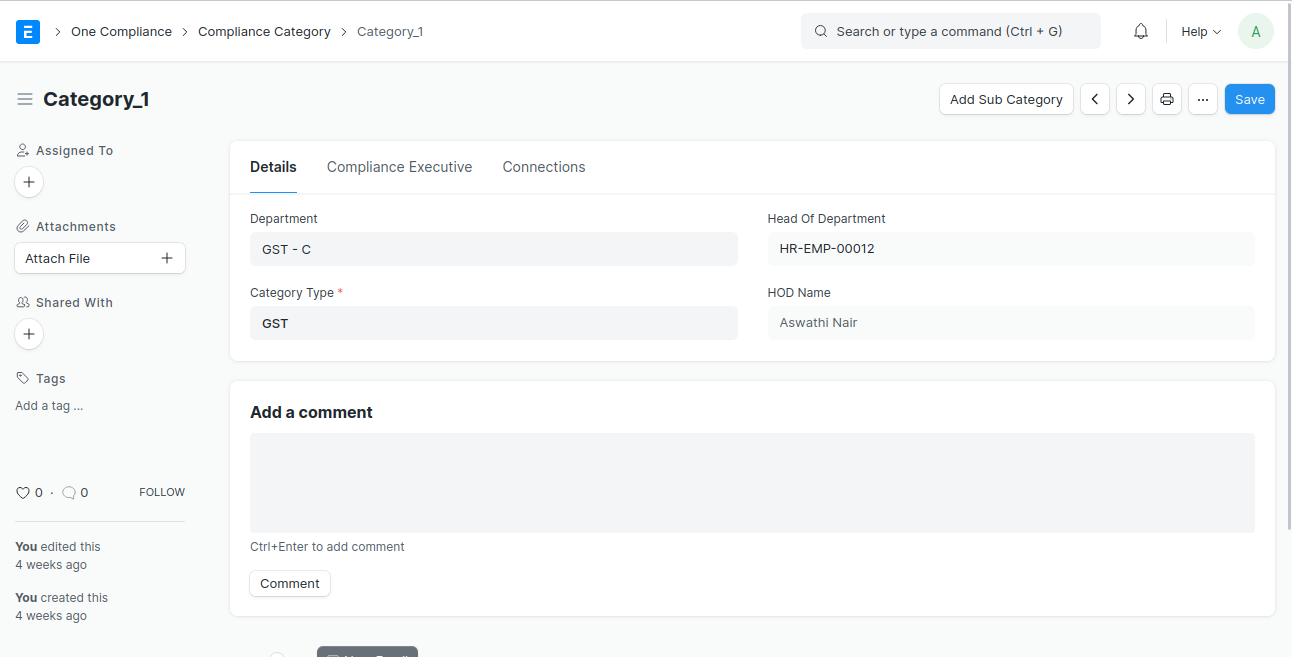 E One Compliance Compliance Category Category_1 Search or type a command (Ctrl + G) Help A
Category_1 Add Sub Category ... Save
Assigned To
Attachments
Attach File
Shared With
Tags
Add a tag ...
0 · 0 FOLLOW
You edited this
4 weeks ago
You created this
4 weeks ago
Details Compliance Executive Connections
Department
GST - C
Head Of Department
HR-EMP-00012
Category Type *
GST
HOD Name
Aswathi Nair
Add a comment
Ctrl+Enter to add comment
Comment